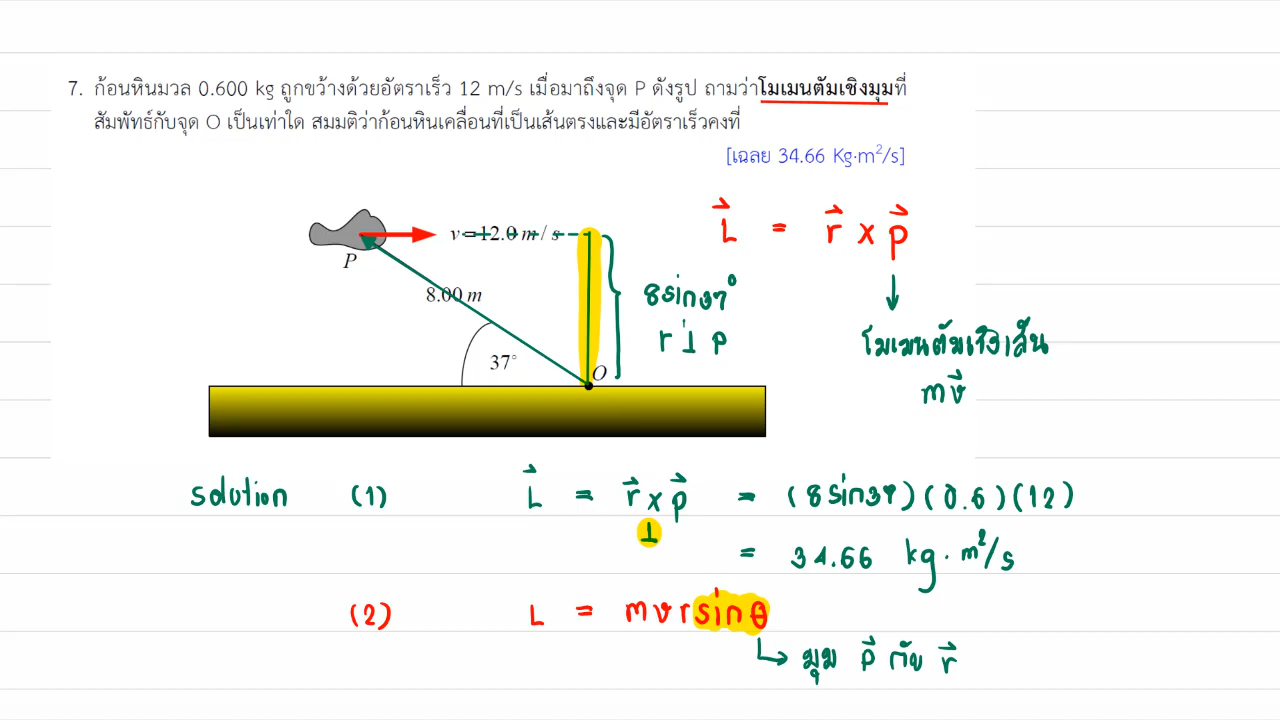 7. ก้อนหินมวล 0.600 kg ถูกขว้างด้วยอัตราเร็ว 12 m/s เมื่อมาถึงจุด P ดังรูป ถามว่าโมเมนตัมเชิงมุมที่
สัมพัทธ์กับจุด O เป็นเท่าใด สมมติว่าก้อนหินเคลื่อนที่เป็นเส้นตรงและมีอัตราเร็วคงที่
[เฉลย 34.66 Kg·m²/s]
L⃗ = r⃗ × p⃗
v = 12.0 m/s
P
8.00 m
8sin37°
r ⊥ p
โมเมนตัมเชิงเส้น
mv⃗
37°
O
Solution (1) L⃗ = r⃗ × p⃗ = (8sin37)(0.6)(12)
⊥
= 34.66 kg·m²/s
(2) L = mvr sinθ
↳ มุม p⃗ กับ r⃗